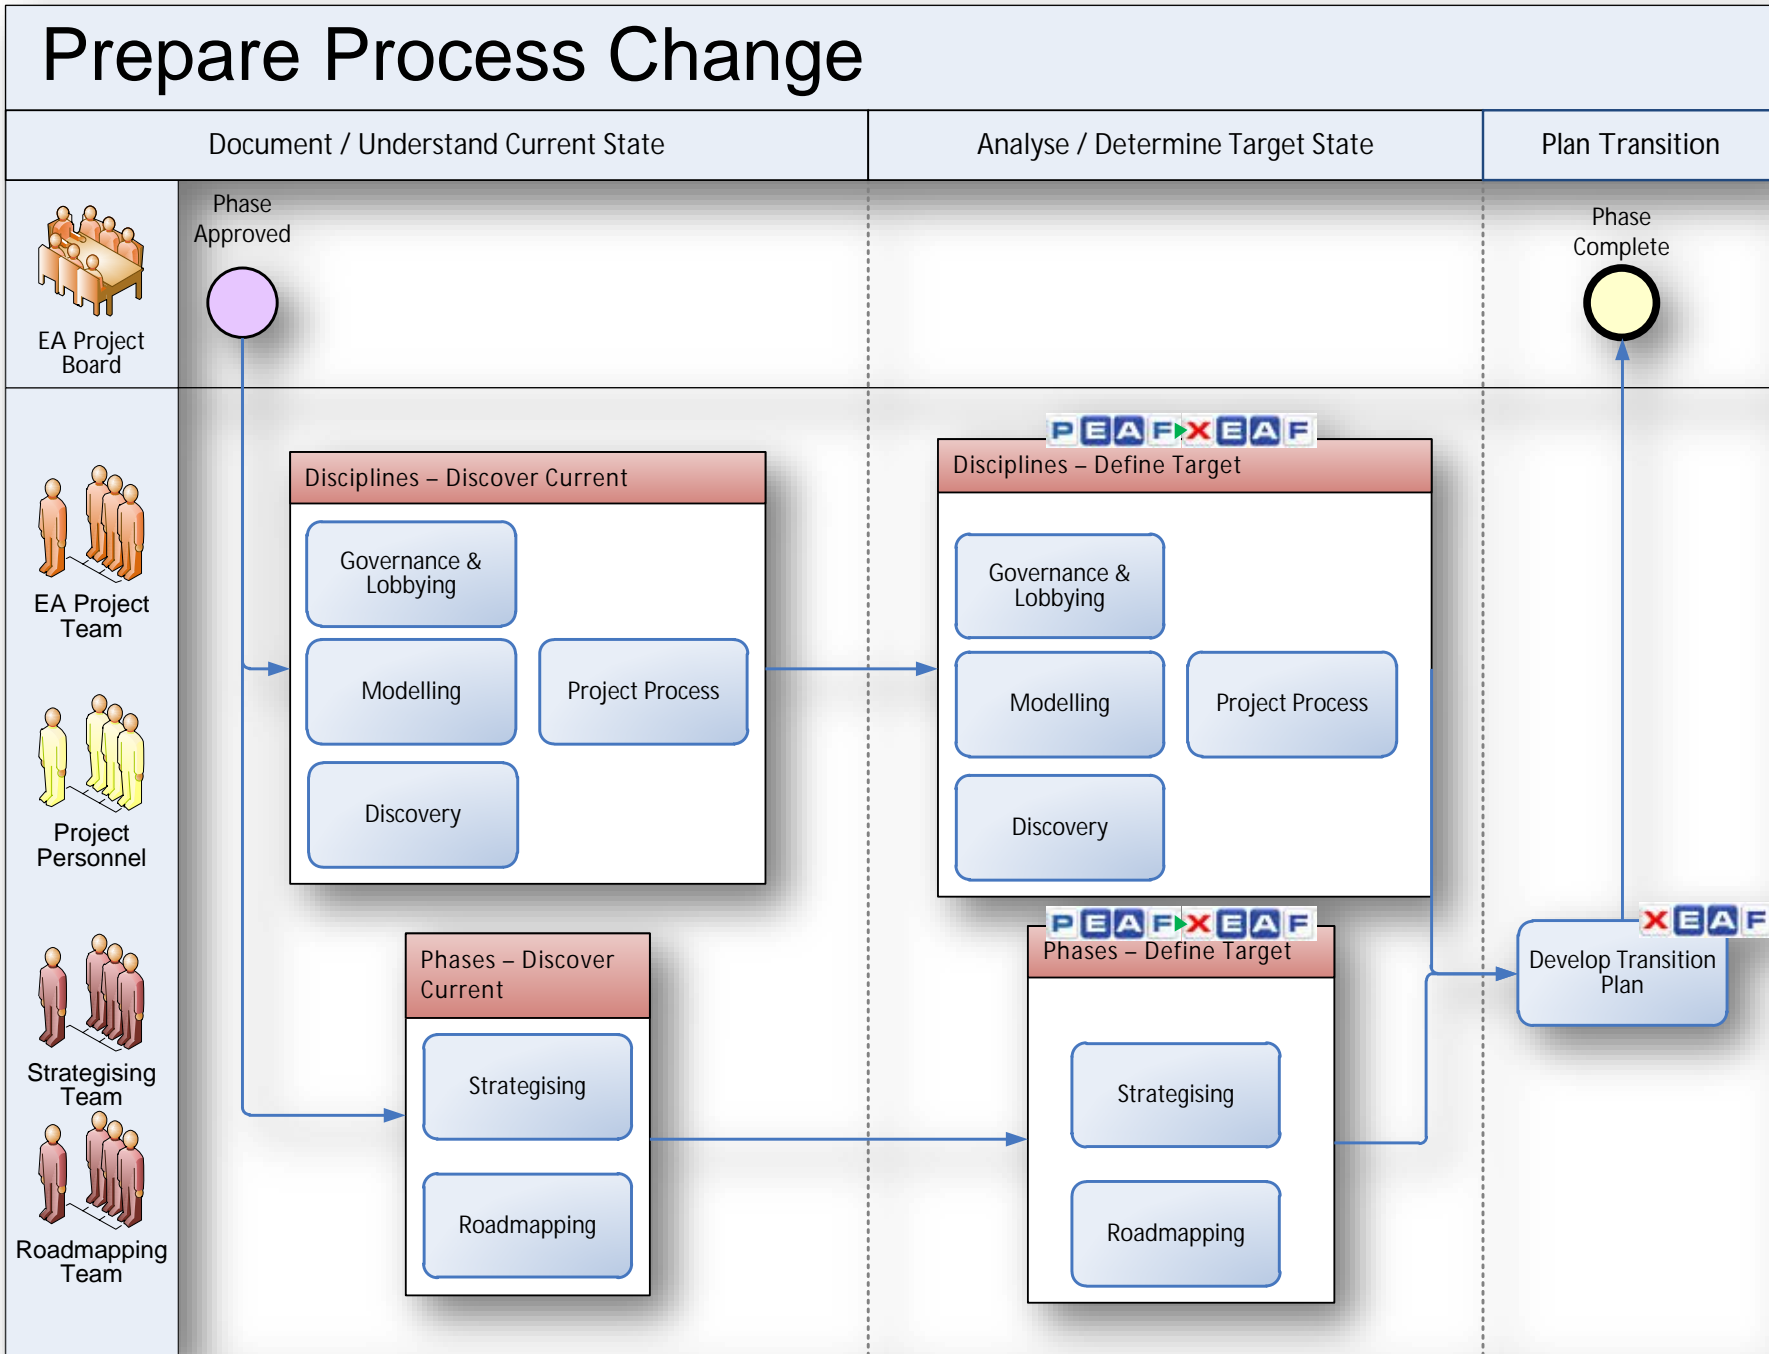 Prepare Process Change
Document / Understand Current State
Analyse / Determine Target State
Plan Transition
EA Project
Board
Phase
Approved
Phase
Complete
EA Project
Team
Project
Personnel
Strategising
Team
Roadmapping
Team
Disciplines – Discover Current
Governance &
Lobbying
Modelling
Project Process
Discovery
PEAF XEAF
Disciplines – Define Target
Governance &
Lobbying
Modelling
Project Process
Discovery
Phases – Discover
Current
Strategising
Roadmapping
PEAF XEAF
Phases – Define Target
Strategising
Roadmapping
XEAF
Develop Transition
Plan